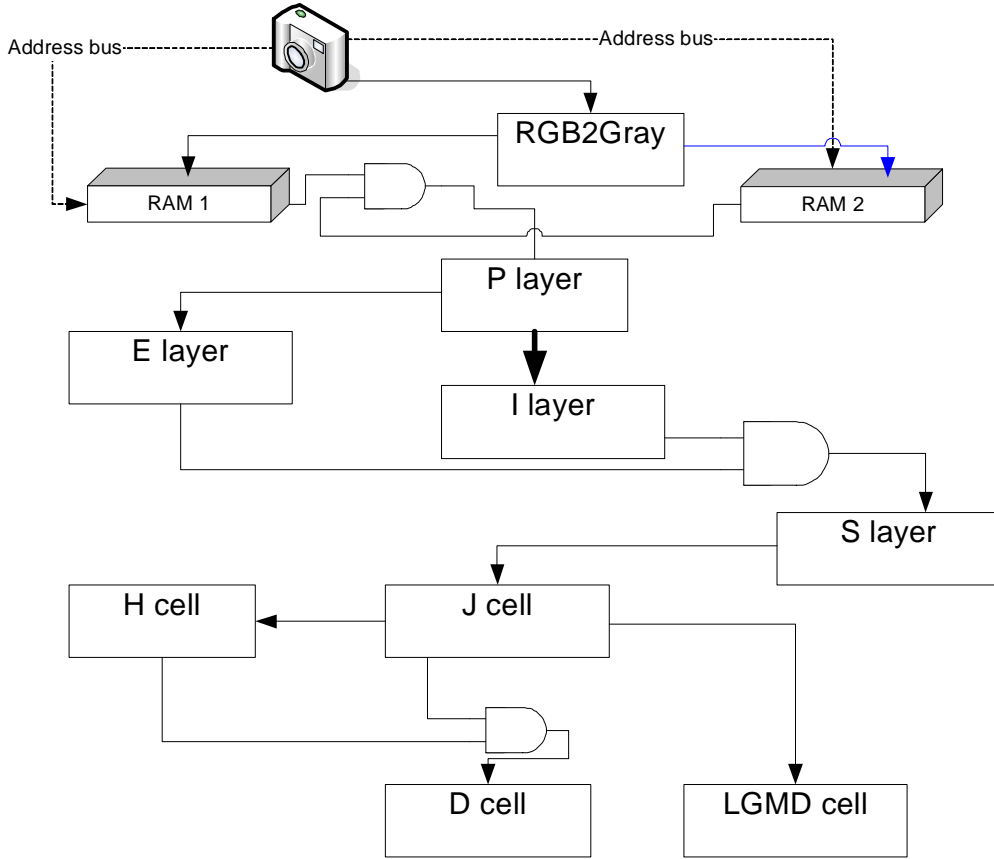 Address bus
Address bus
RGB2Gray
RAM 1
RAM 2
P layer
E layer
I layer
S layer
H cell
J cell
D cell
LGMD cell